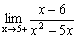 lim x→5+ x − 6 / x² − 5x